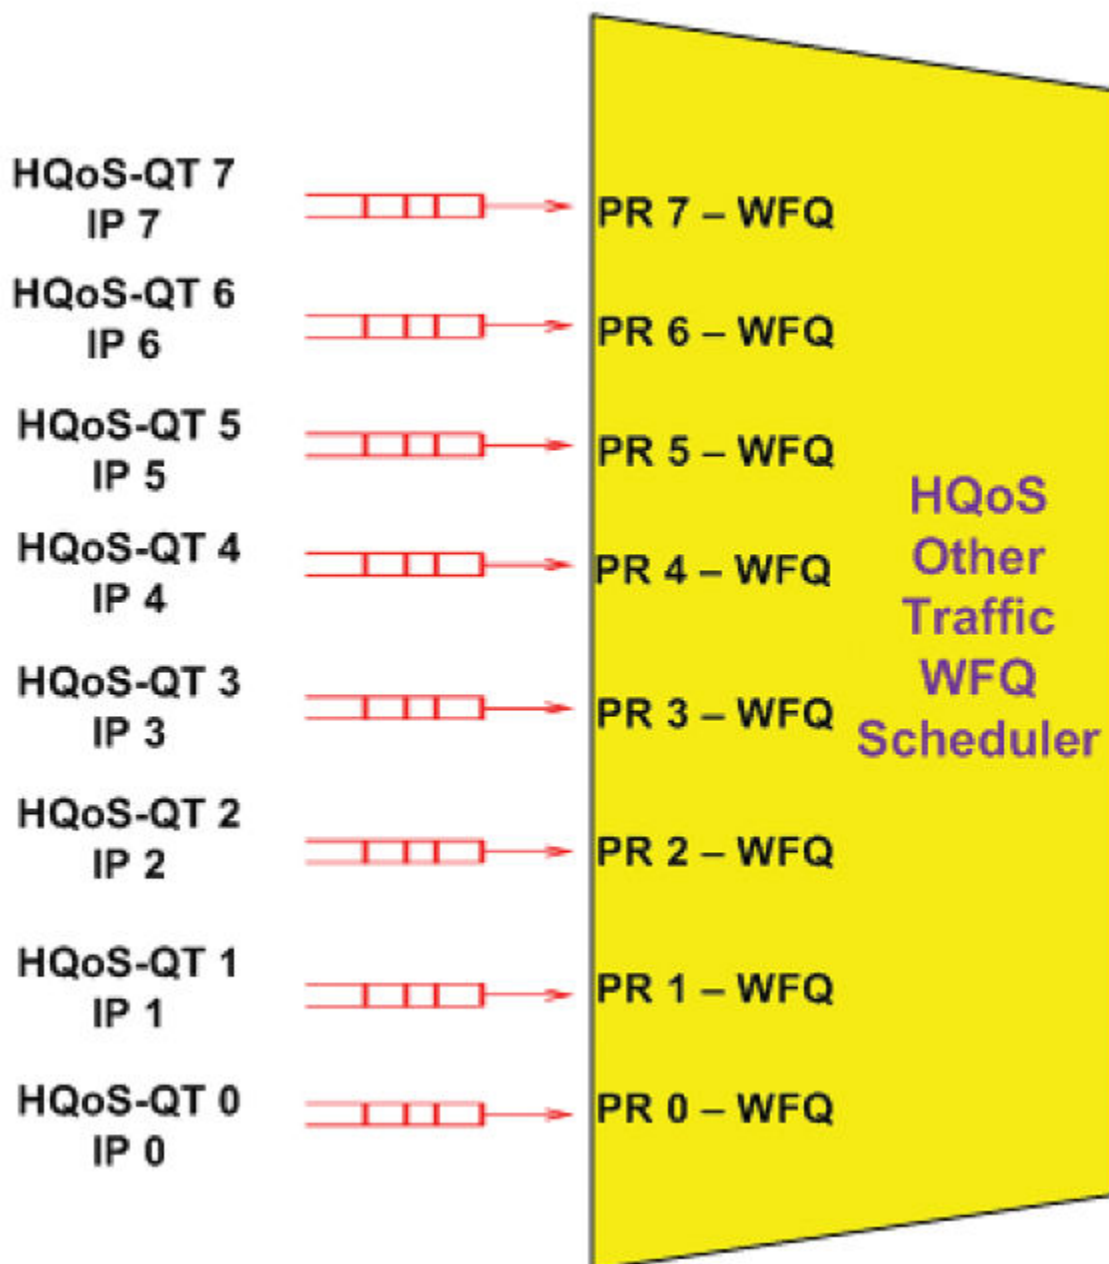 HQoS-QT 7
IP 7
PR 7 – WFQ
HQoS-QT 6
IP 6
PR 6 – WFQ
HQoS-QT 5
IP 5
PR 5 – WFQ
HQoS-QT 4
IP 4
PR 4 – WFQ
HQoS-QT 3
IP 3
PR 3 – WFQ
HQoS-QT 2
IP 2
PR 2 – WFQ
HQoS-QT 1
IP 1
PR 1 – WFQ
HQoS-QT 0
IP 0
PR 0 – WFQ
HQoS
Other
Traffic
WFQ
Scheduler